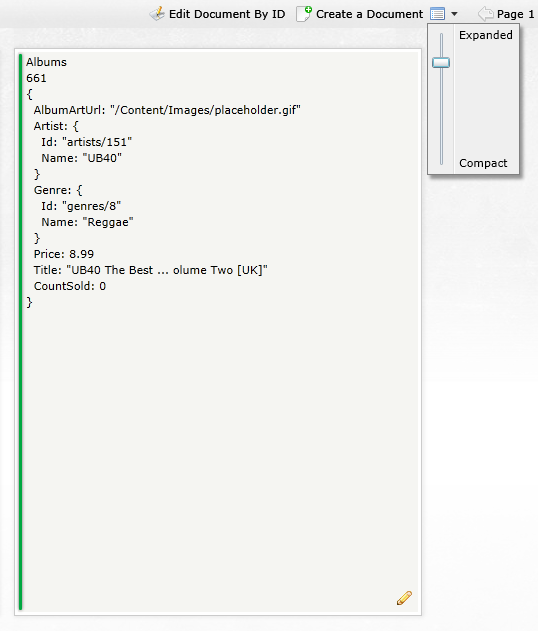 Edit Document By ID Create a Document Page 1
Expanded
Compact
Albums
661
{
AlbumArtUrl: "/Content/Images/placeholder.gif"
Artist: {
Id: "artists/151"
Name: "UB40"
}
Genre: {
Id: "genres/8"
Name: "Reggae"
}
Price: 8.99
Title: "UB40 The Best ... olume Two [UK]"
CountSold: 0
}